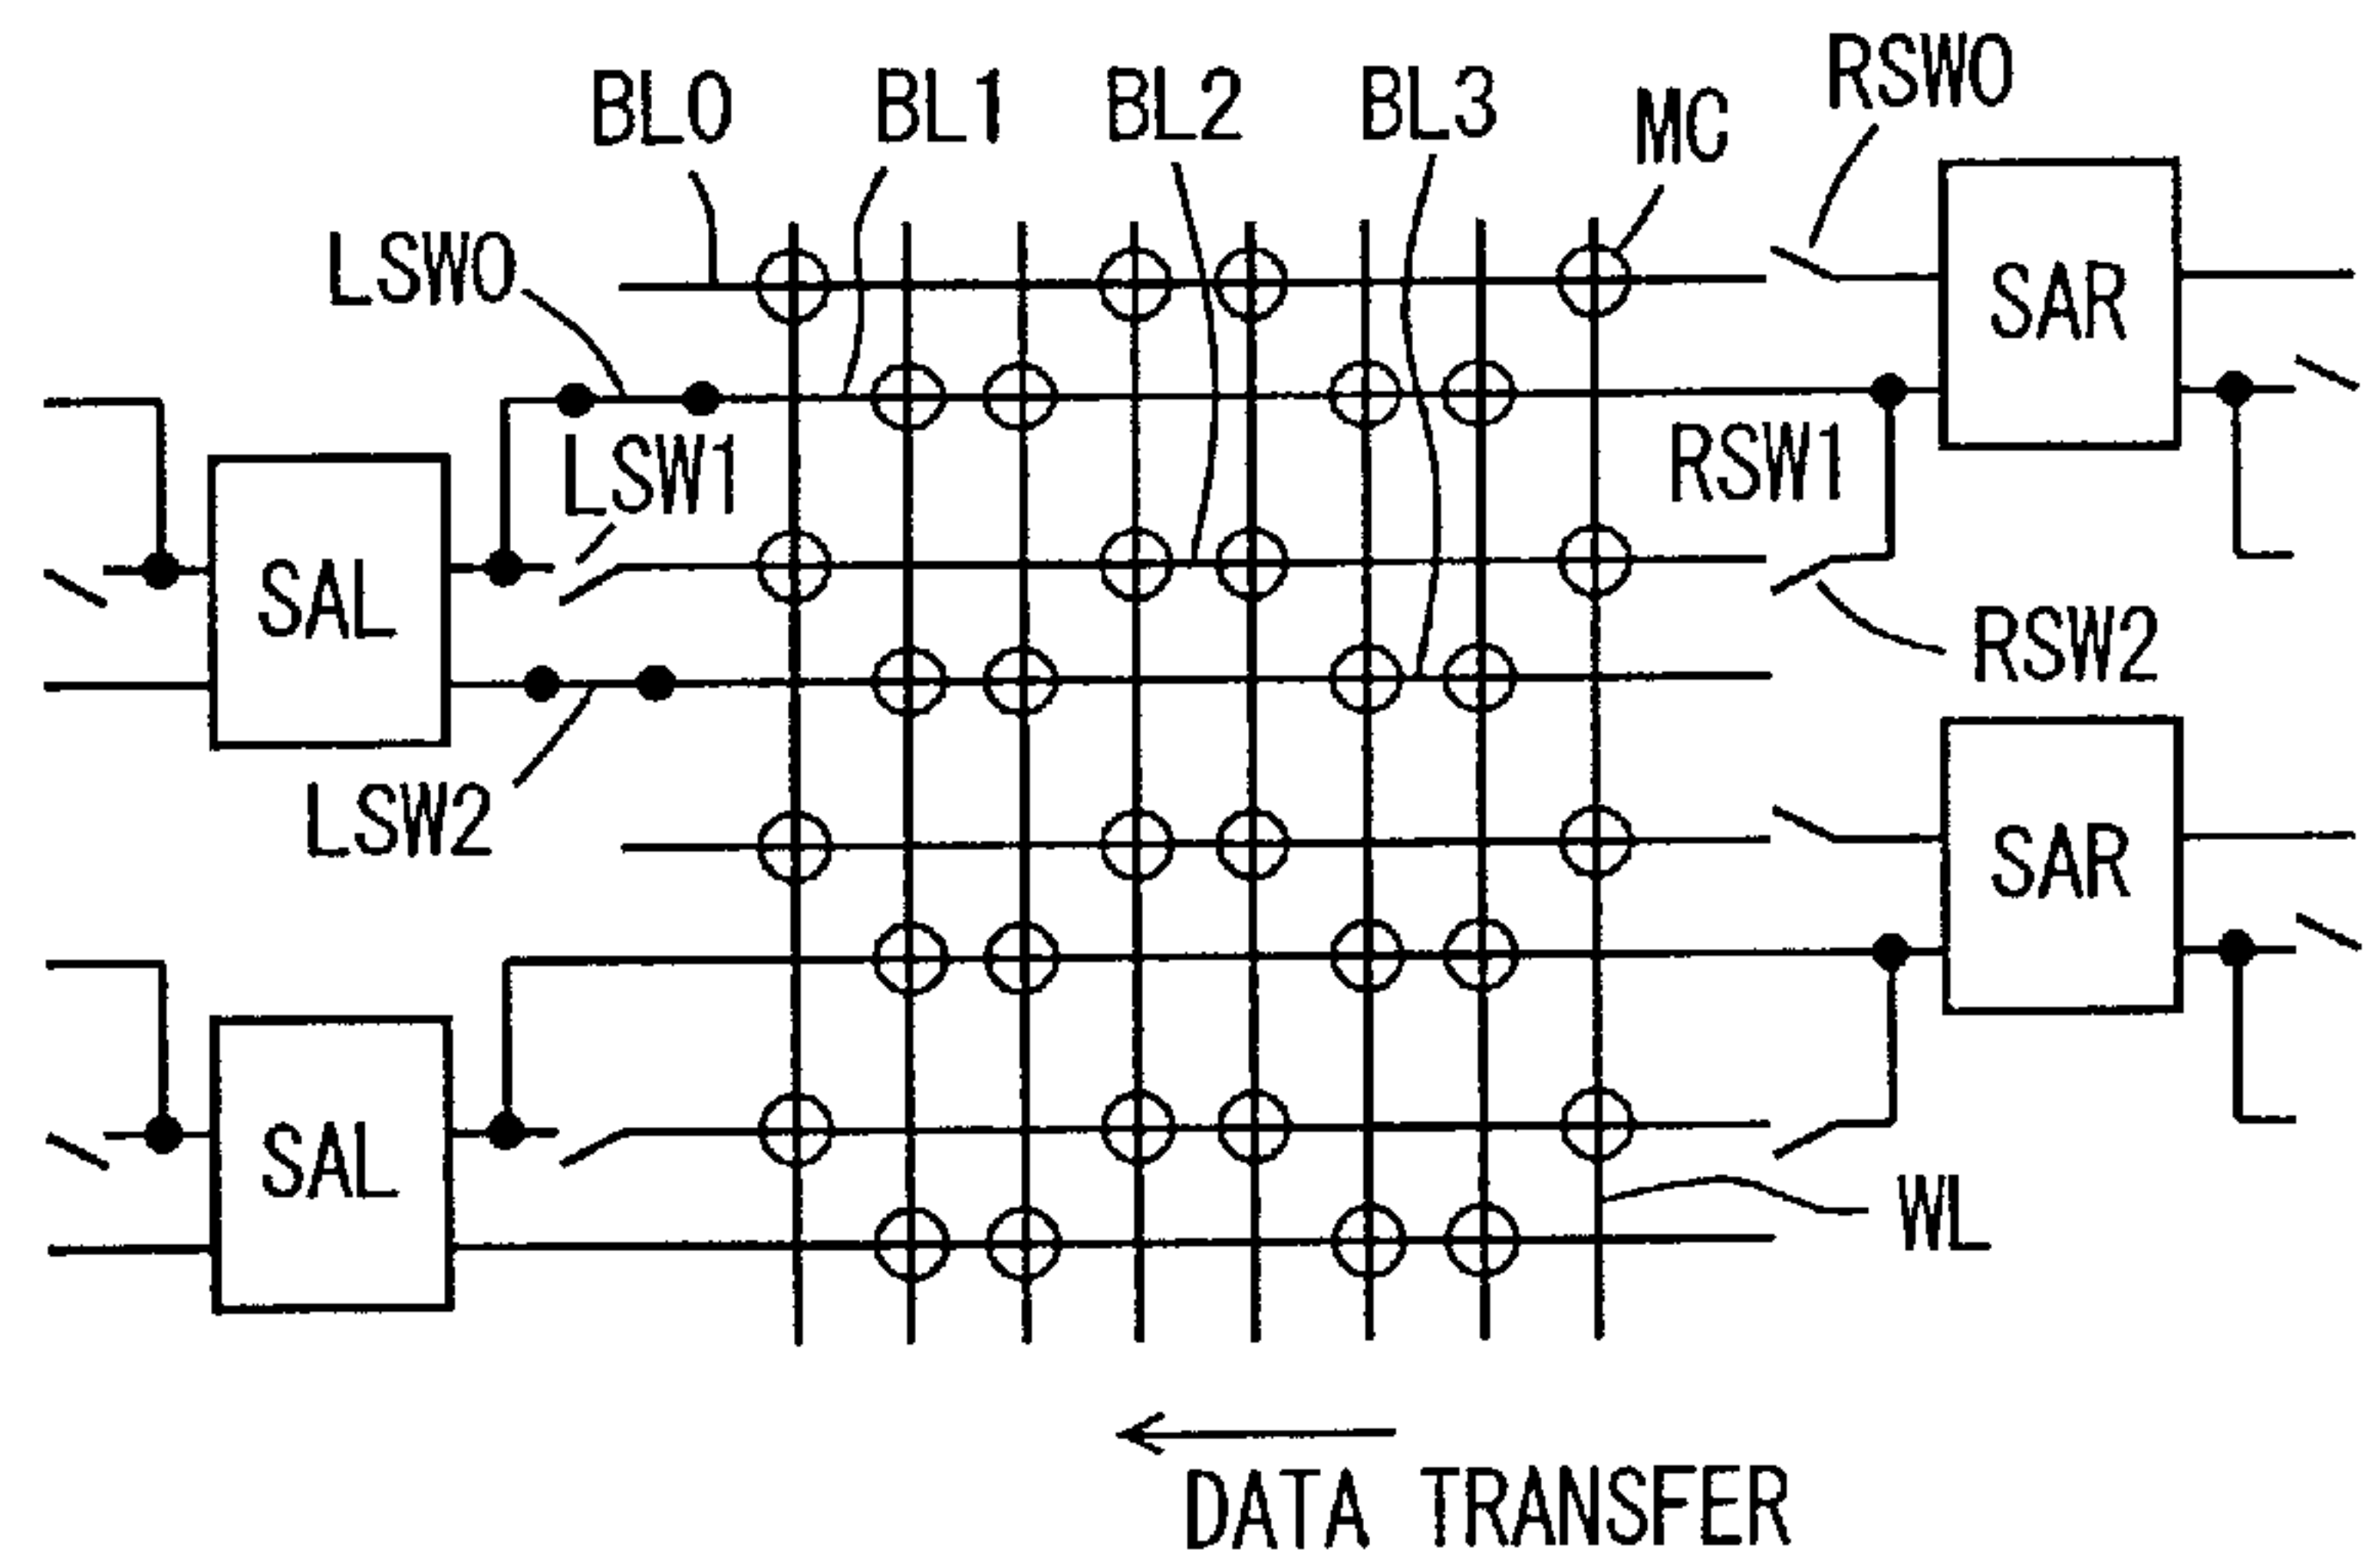 RSW0
BL0 BL1 BL2 BL3 MC
LSW0
SAR
LSW1
RSW1
SAL
RSW2
LSW2
SAR
SAL
WL
DATA TRANSFER